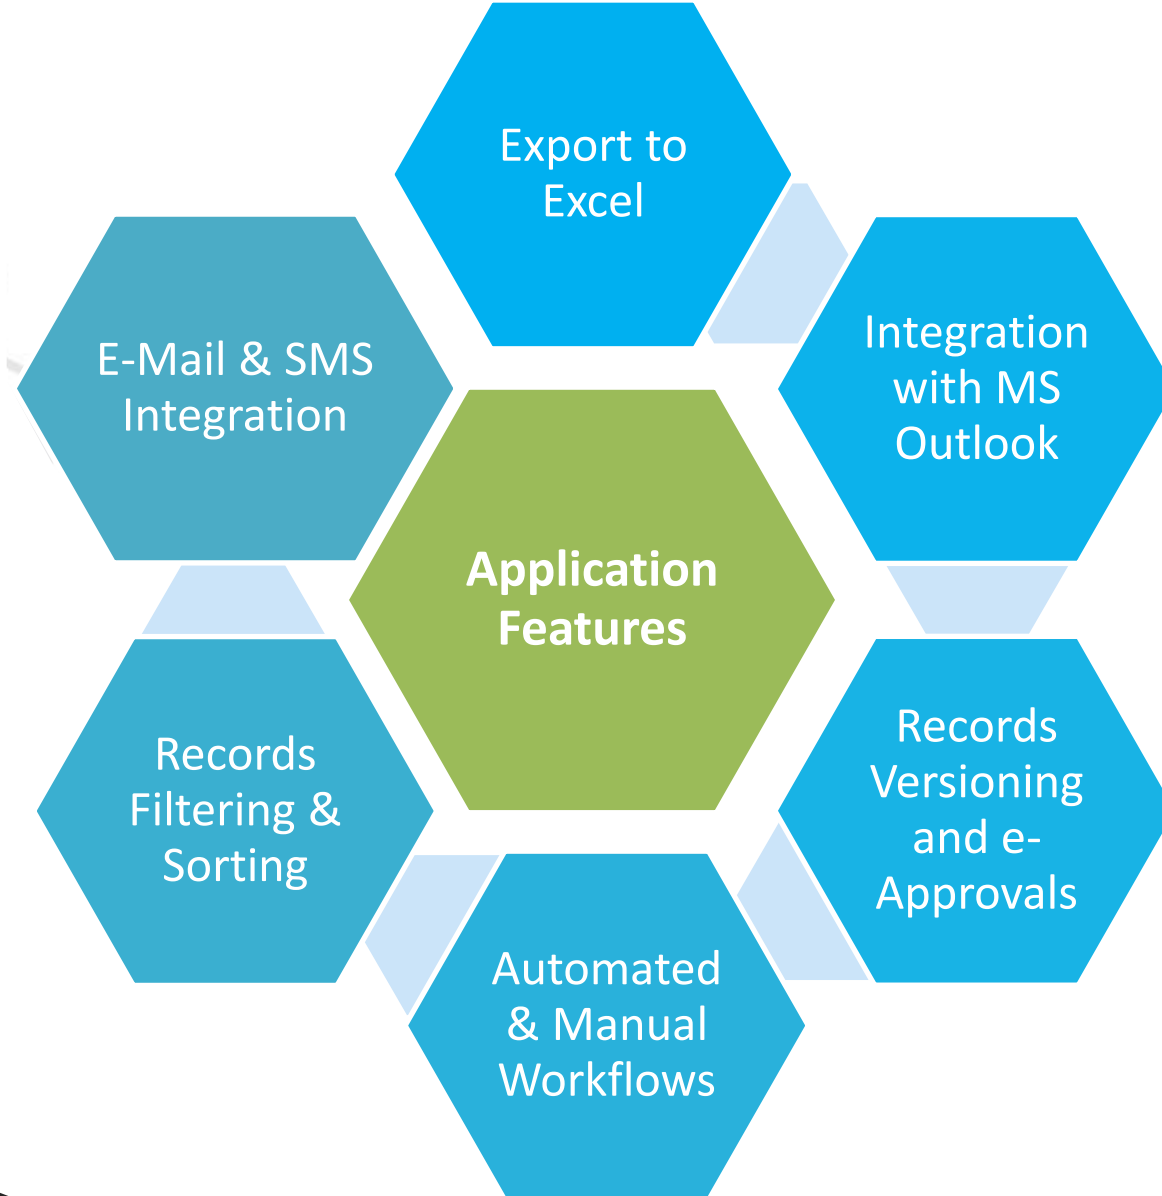 Export to
Excel
Integration
with MS
Outlook
Records
Versioning
and e-
Approvals
Automated
& Manual
Workflows
Records
Filtering &
Sorting
E-Mail & SMS
Integration
Application
Features